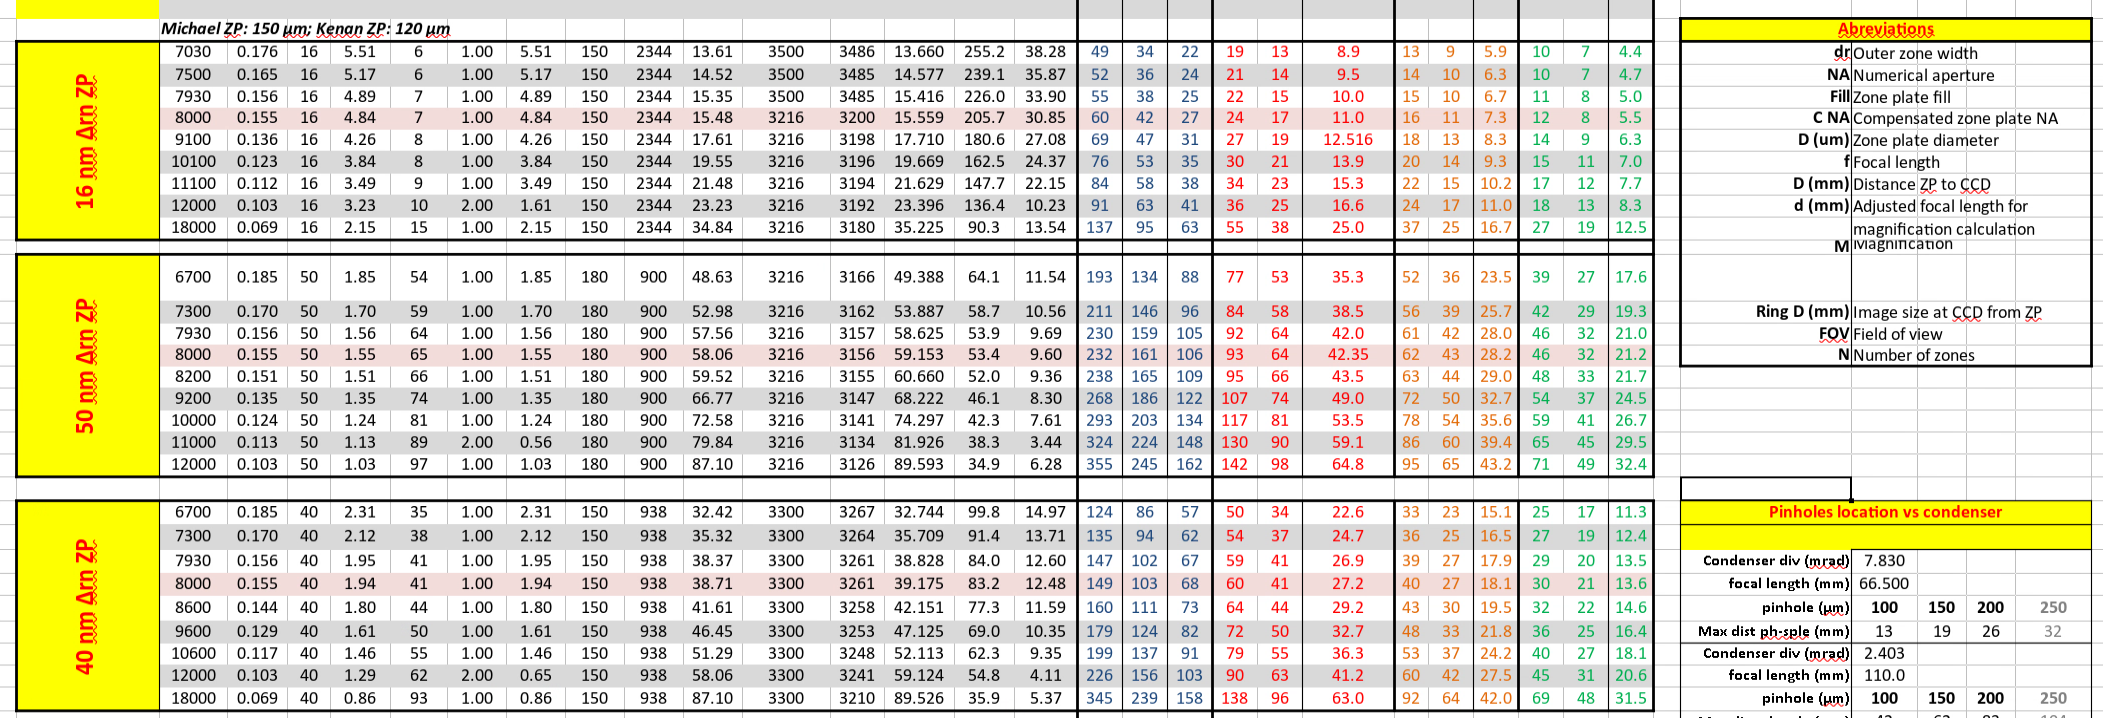 Michael ZP: 150 µm; Kenan ZP: 120 µm
16 nm Δrn ZP
7030 0.176 16 5.51 6 1.00 5.51 150 2344 13.61 3500 3486 13.660 255.2 38.28 49 34 22 19 13 8.9 13 9 5.9 10 7 4.4
7500 0.165 16 5.17 6 1.00 5.17 150 2344 14.52 3500 3485 14.577 239.1 35.87 52 36 24 21 14 9.5 14 10 6.3 10 7 4.7
7930 0.156 16 4.89 7 1.00 4.89 150 2344 15.35 3500 3485 15.416 226.0 33.90 55 38 25 22 15 10.0 15 10 6.7 11 8 5.0
8000 0.155 16 4.84 7 1.00 4.84 150 2344 15.48 3216 3200 15.559 205.7 30.85 60 42 27 24 17 11.0 16 11 7.3 12 8 5.5
9100 0.136 16 4.26 8 1.00 4.26 150 2344 17.61 3216 3198 17.710 180.6 27.08 69 47 31 27 19 12.516 18 13 8.3 14 9 6.3
10100 0.123 16 3.84 8 1.00 3.84 150 2344 19.55 3216 3196 19.669 162.5 24.37 76 53 35 30 21 13.9 20 14 9.3 15 11 7.0
11100 0.112 16 3.49 9 1.00 3.49 150 2344 21.48 3216 3194 21.629 147.7 22.15 84 58 38 34 23 15.3 22 15 10.2 17 12 7.7
12000 0.103 16 3.23 10 2.00 1.61 150 2344 23.23 3216 3192 23.396 136.4 10.23 91 63 41 36 25 16.6 24 17 11.0 18 13 8.3
18000 0.069 16 2.15 15 1.00 2.15 150 2344 34.84 3216 3180 35.225 90.3 13.54 137 95 63 55 38 25.0 37 25 16.7 27 19 12.5
50 nm Δrn ZP
6700 0.185 50 1.85 54 1.00 1.85 180 900 48.63 3216 3166 49.388 64.1 11.54 193 134 88 77 53 35.3 52 36 23.5 39 27 17.6
7300 0.170 50 1.70 59 1.00 1.70 180 900 52.98 3216 3162 53.887 58.7 10.56 211 146 96 84 58 38.5 56 39 25.7 42 29 19.3
7930 0.156 50 1.56 64 1.00 1.56 180 900 57.56 3216 3157 58.625 53.9 9.69 230 159 105 92 64 42.0 61 42 28.0 46 32 21.0
8000 0.155 50 1.55 65 1.00 1.55 180 900 58.06 3216 3156 59.153 53.4 9.60 232 161 106 93 64 42.35 62 43 28.2 46 32 21.2
8200 0.151 50 1.51 66 1.00 1.51 180 900 59.52 3216 3155 60.660 52.0 9.36 238 165 109 95 66 43.5 63 44 29.0 48 33 21.7
9200 0.135 50 1.35 74 1.00 1.35 180 900 66.77 3216 3147 68.222 46.1 8.30 268 186 122 107 74 49.0 72 50 32.7 54 37 24.5
10000 0.124 50 1.24 81 1.00 1.24 180 900 72.58 3216 3141 74.297 42.3 7.61 293 203 134 117 81 53.5 78 54 35.6 59 41 26.7
11000 0.113 50 1.13 89 2.00 0.56 180 900 79.84 3216 3134 81.926 38.3 3.44 324 224 148 130 90 59.1 86 60 39.4 65 45 29.5
12000 0.103 50 1.03 97 1.00 1.03 180 900 87.10 3216 3126 89.593 34.9 6.28 355 245 162 142 98 64.8 95 65 43.2 71 49 32.4
40 nm Δrn ZP
6700 0.185 40 2.31 35 1.00 2.31 150 938 32.42 3300 3267 32.744 99.8 14.97 124 86 57 50 34 22.6 33 23 15.1 25 17 11.3
7300 0.170 40 2.12 38 1.00 2.12 150 938 35.32 3300 3264 35.709 91.4 13.71 135 94 62 54 37 24.7 36 25 16.5 27 19 12.4
7930 0.156 40 1.95 41 1.00 1.95 150 938 38.37 3300 3261 38.828 84.0 12.60 147 102 67 59 41 26.9 39 27 17.9 29 20 13.5
8000 0.155 40 1.94 41 1.00 1.94 150 938 38.71 3300 3261 39.175 83.2 12.48 149 103 68 60 41 27.2 40 27 18.1 30 21 13.6
8600 0.144 40 1.80 44 1.00 1.80 150 938 41.61 3300 3258 42.151 77.3 11.59 160 111 73 64 44 29.2 43 30 19.5 32 22 14.6
9600 0.129 40 1.61 50 1.00 1.61 150 938 46.45 3300 3253 47.125 69.0 10.35 179 124 82 72 50 32.7 48 33 21.8 36 25 16.4
10600 0.117 40 1.46 55 1.00 1.46 150 938 51.29 3300 3248 52.113 62.3 9.35 199 137 91 79 55 36.3 53 37 24.2 40 27 18.1
12000 0.103 40 1.29 62 2.00 0.65 150 938 58.06 3300 3241 59.124 54.8 4.11 226 156 103 90 63 41.2 60 42 27.5 45 31 20.6
18000 0.069 40 0.86 93 1.00 0.86 150 938 87.10 3300 3210 89.526 35.9 5.37 345 239 158 138 96 63.0 92 64 42.0 69 48 31.5
Abreviations
dr Outer zone width
NA Numerical aperture
Fill Zone plate fill
C NA Compensated zone plate NA
D (um) Zone plate diameter
f Focal length
D (mm) Distance ZP to CCD
d (mm) Adjusted focal length for
magnification calculation
M Magnification
Ring D (mm) Image size at CCD from ZP
FOV Field of view
N Number of zones
Pinholes location vs condenser
Condenser div (mrad) 7.830
focal length (mm) 66.500
pinhole (µm) 100 150 200 250
Max dist ph-sple (mm) 13 19 26 32
Condenser div (mrad) 2.403
focal length (mm) 110.0
pinhole (µm) 100 150 200 250